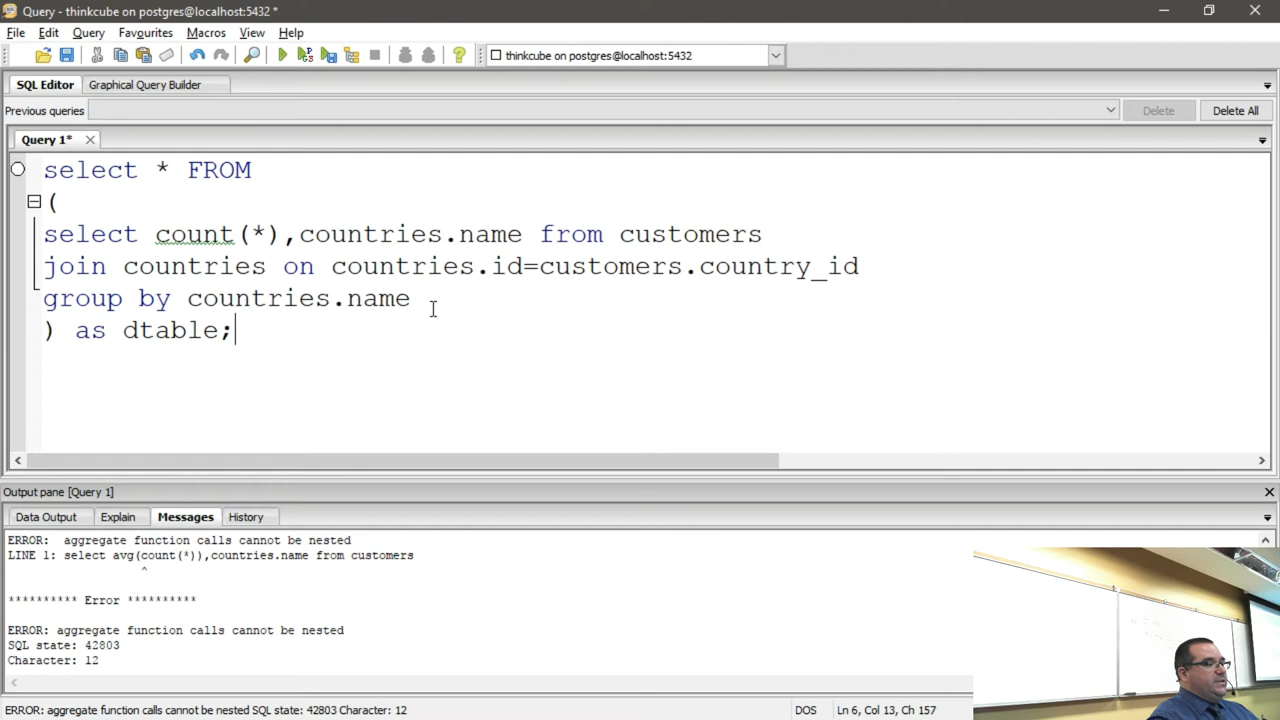 Query - thinkcube on postgres@localhost:5432 *
File Edit Query Favourites Macros View Help
thinkcube on postgres@localhost:5432
SQL Editor Graphical Query Builder
Previous queries Delete Delete All
Query 1*
select * FROM
(
select count(*),countries.name from customers
join countries on countries.id=customers.country_id
group by countries.name
) as dtable;
Output pane [Query 1]
Data Output Explain Messages History
ERROR: aggregate function calls cannot be nested
LINE 1: select avg(count(*)),countries.name from customers
^
********** Error **********
ERROR: aggregate function calls cannot be nested
SQL state: 42803
Character: 12
ERROR: aggregate function calls cannot be nested SQL state: 42803 Character: 12 DOS Ln 6, Col 13, Ch 157